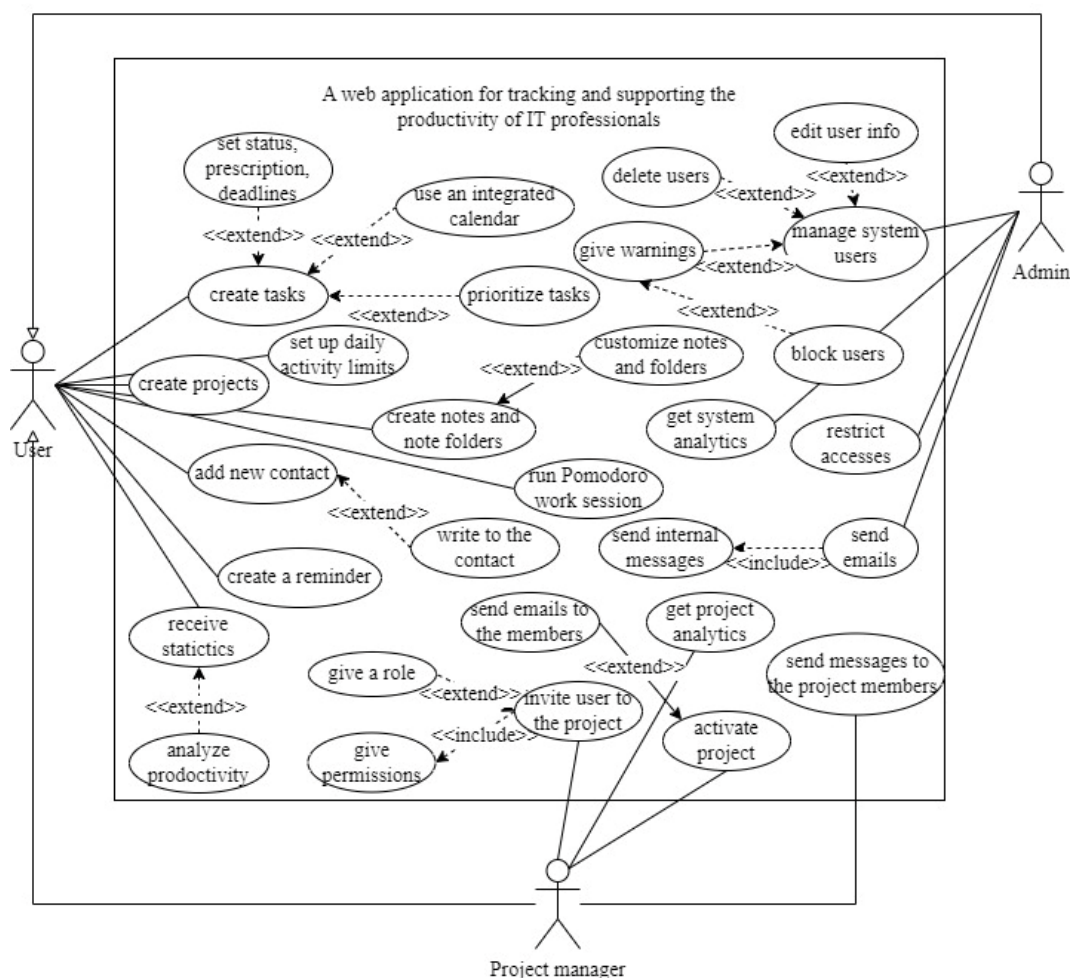 A web application for tracking and supporting the
productivity of IT professionals
set status,
prescription,
deadlines
<<extend>>
use an integrated
calendar
<<extend>>
create tasks
prioritize tasks
<<extend>>
delete users
<<extend>>
edit user info
<<extend>>
give warnings
<<extend>>
manage system
users
Admin
<<extend>>
block users
set up daily
activity limits
create projects
customize notes
and folders
<<extend>>
create notes and
note folders
get system
analytics
restrict
accesses
User
add new contact
<<extend>>
run Pomodoro
work session
write to the
contact
send internal
messages
<<include>>
send
emails
create a reminder
receive
statictics
<<extend>>
analyze
prodoctivity
send emails to
the members
<<extend>>
get project
analytics
send messages to
the project members
give a role
<<extend>>
invite user to
the project
<<include>>
give
permissions
activate
project
Project manager